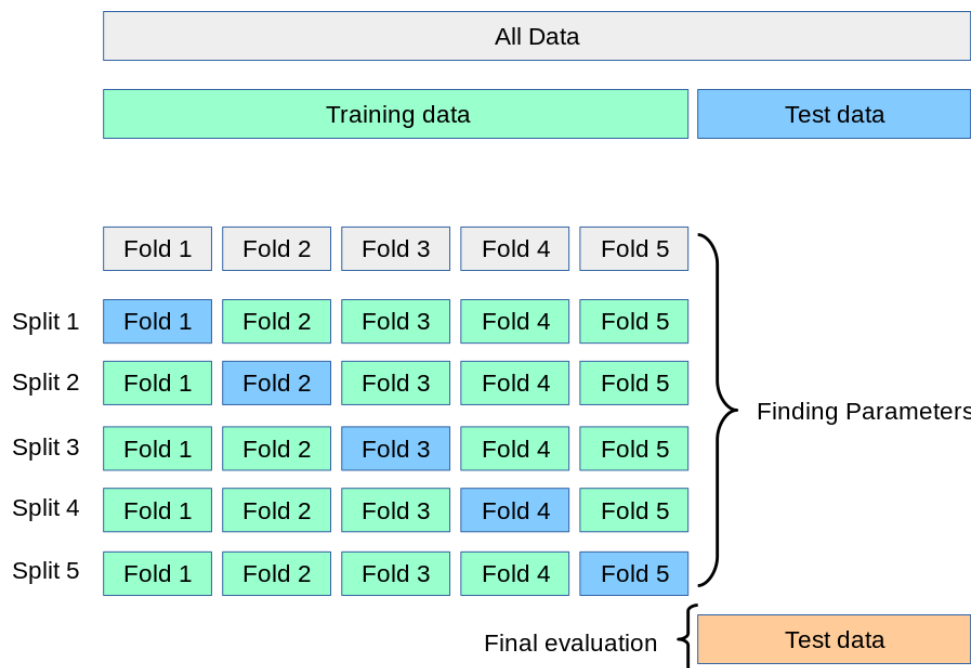 All Data
Training data Test data
Fold 1 Fold 2 Fold 3 Fold 4 Fold 5
Split 1 Fold 1 Fold 2 Fold 3 Fold 4 Fold 5
Split 2 Fold 1 Fold 2 Fold 3 Fold 4 Fold 5
Finding Parameters
Split 3 Fold 1 Fold 2 Fold 3 Fold 4 Fold 5
Split 4 Fold 1 Fold 2 Fold 3 Fold 4 Fold 5
Split 5 Fold 1 Fold 2 Fold 3 Fold 4 Fold 5
Final evaluation Test data